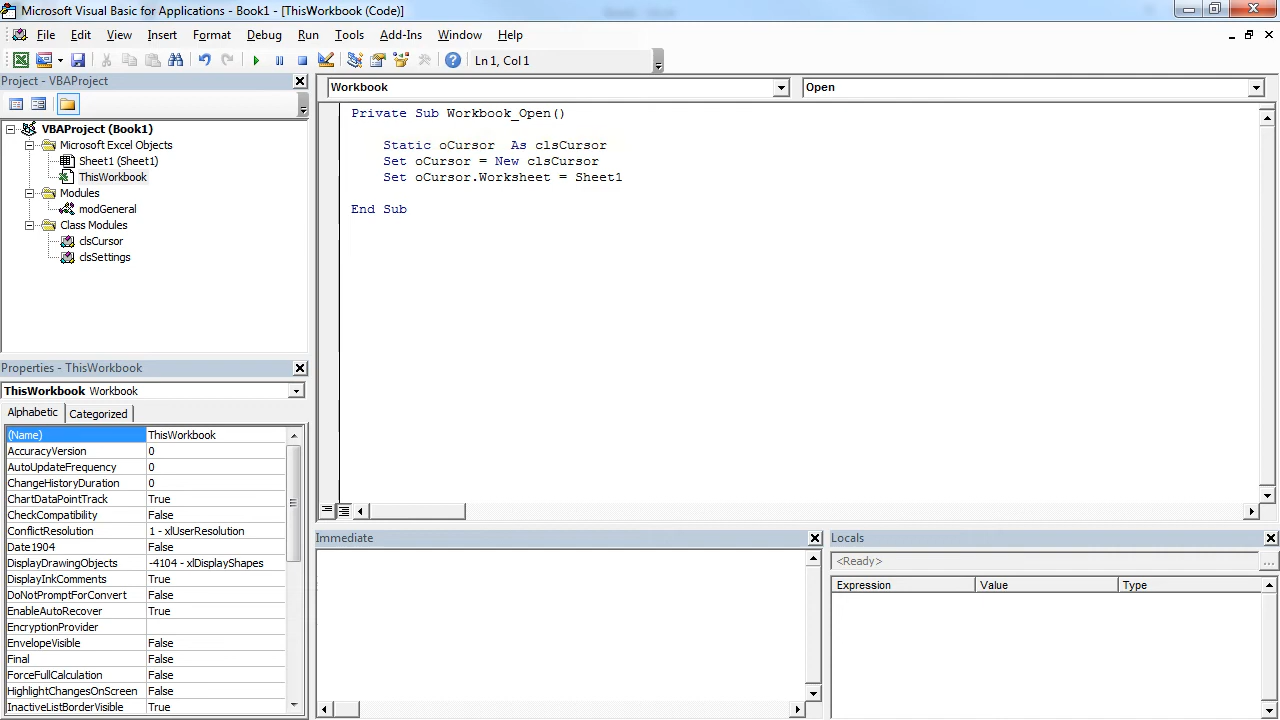 Microsoft Visual Basic for Applications - Book1 - [ThisWorkbook (Code)]
File Edit View Insert Format Debug Run Tools Add-Ins Window Help
Ln 1, Col 1
Project - VBAProject
VBAProject (Book1)
Microsoft Excel Objects
Sheet1 (Sheet1)
ThisWorkbook
Modules
modGeneral
Class Modules
clsCursor
clsSettings
Properties - ThisWorkbook
ThisWorkbook Workbook
Alphabetic Categorized
(Name) ThisWorkbook
AccuracyVersion 0
AutoUpdateFrequency 0
ChangeHistoryDuration 0
ChartDataPointTrack True
CheckCompatibility False
ConflictResolution 1 - xlUserResolution
Date1904 False
DisplayDrawingObjects -4104 - xlDisplayShapes
DisplayInkComments True
DoNotPromptForConvert False
EnableAutoRecover True
EncryptionProvider
EnvelopeVisible False
Final False
ForceFullCalculation False
HighlightChangesOnScreen False
InactiveListBorderVisible True
Workbook Open
Private Sub Workbook_Open()
Static oCursor  As clsCursor
Set oCursor = New clsCursor
Set oCursor.Worksheet = Sheet1
End Sub
Immediate
Locals
<Ready>
...
Expression Value Type